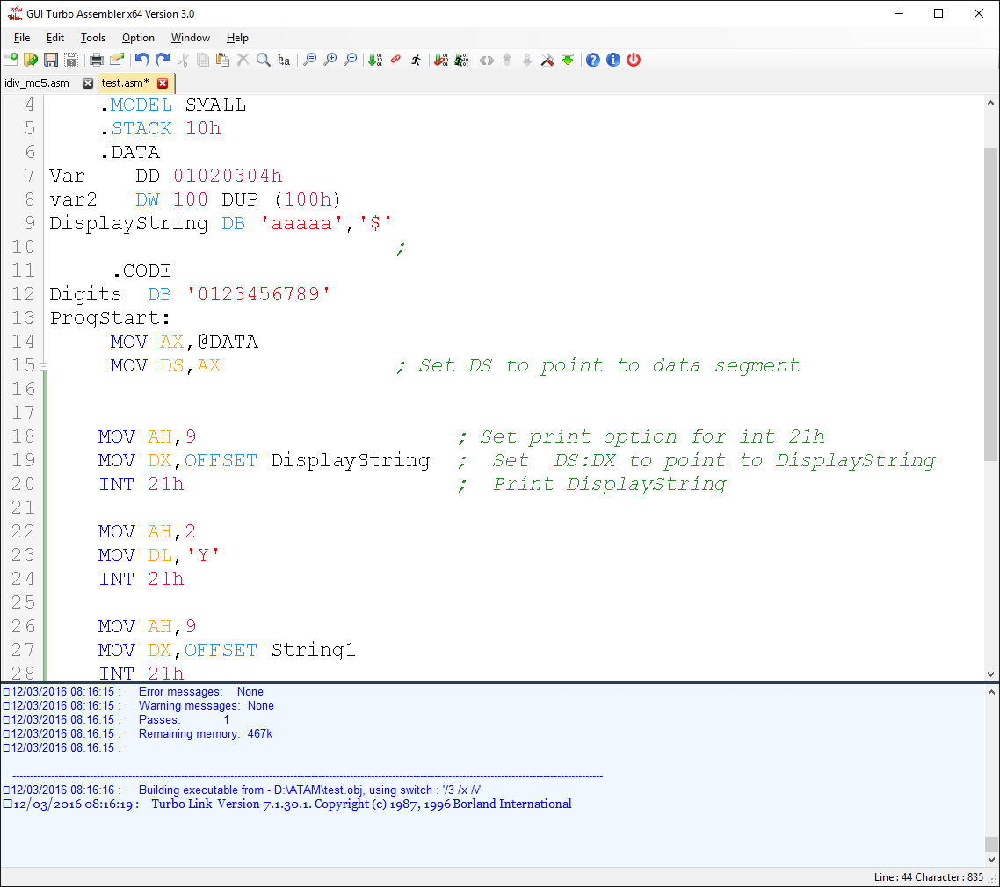 GUI Turbo Assembler x64 Version 3.0
File Edit Tools Option Window Help
idiv_mo5.asm test.asm*
4 .MODEL SMALL
5 .STACK 10h
6 .DATA
7 Var DD 01020304h
8 var2 DW 100 DUP (100h)
9 DisplayString DB 'aaaaa','$'
10 ;
11 .CODE
12 Digits DB '0123456789'
13 ProgStart:
14 MOV AX,@DATA
15 MOV DS,AX ; Set DS to point to data segment
16
17
18 MOV AH,9 ; Set print option for int 21h
19 MOV DX,OFFSET DisplayString ; Set DS:DX to point to DisplayString
20 INT 21h ; Print DisplayString
21
22 MOV AH,2
23 MOV DL,'Y'
24 INT 21h
25
26 MOV AH,9
27 MOV DX,OFFSET String1
28 INT 21h
12/03/2016 08:16:15 : Error messages: None
12/03/2016 08:16:15 : Warning messages: None
12/03/2016 08:16:15 : Passes: 1
12/03/2016 08:16:15 : Remaining memory: 467k
12/03/2016 08:16:15 :
12/03/2016 08:16:16 : Building executable from - D:\ATAM\test.obj, using switch : '/3 /x /v'
12/03/2016 08:16:19 : Turbo Link Version 7.1.30.1. Copyright (c) 1987, 1996 Borland International
Line : 44 Character : 835